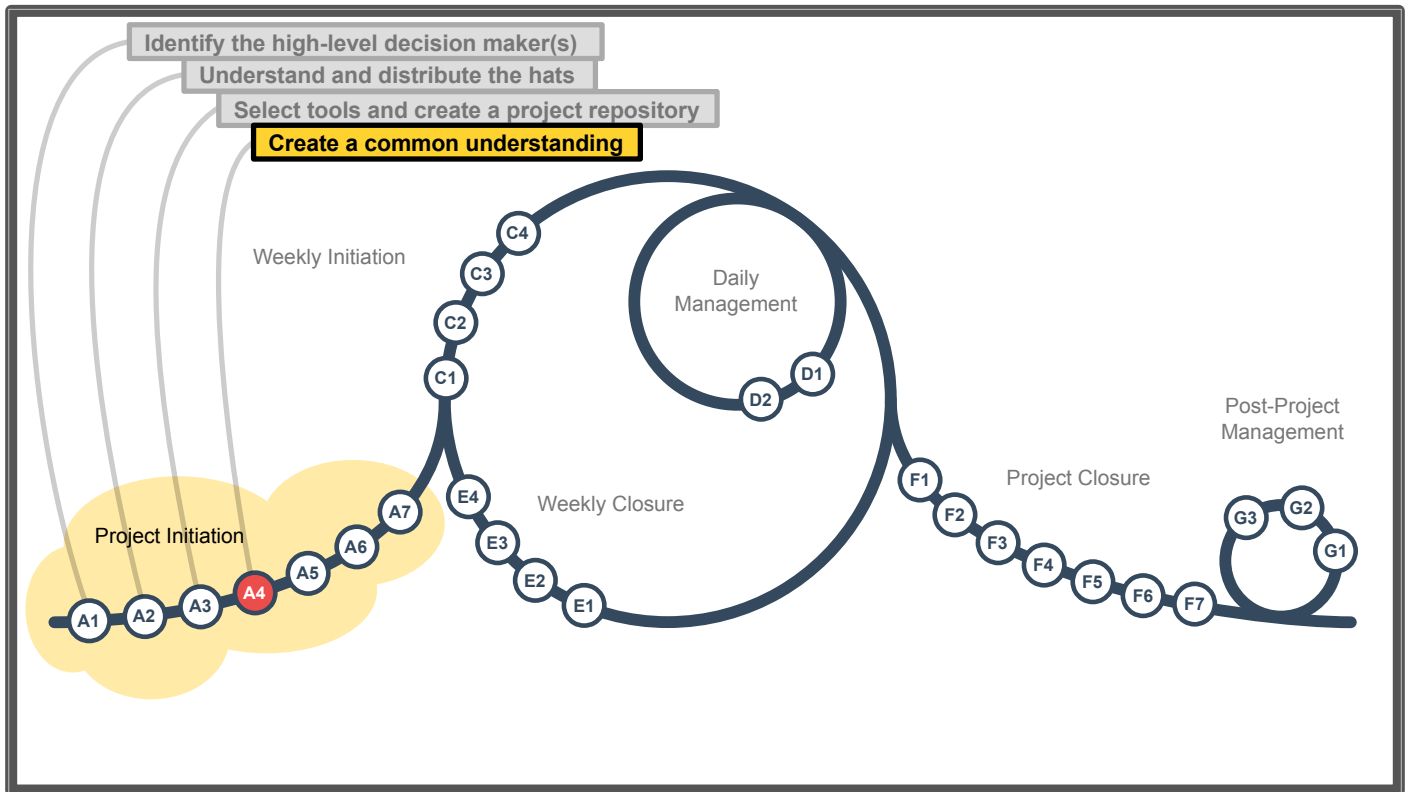 Identify the high-level decision maker(s)
Understand and distribute the hats
Select tools and create a project repository
Create a common understanding
Weekly Initiation
C4
C3
C2
C1
Daily
Management
D1
D2
Post-Project
Management
Project Initiation
A1
A2
A3
A4
A5
A6
A7
Weekly Closure
E4
E3
E2
E1
Project Closure
F1
F2
F3
F4
F5
F6
F7
G3
G2
G1